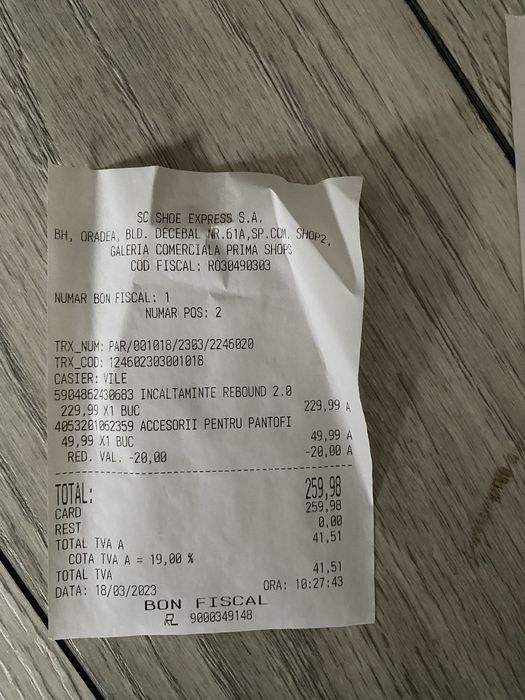 SC SHOE EXPRESS S.A.
BH, ORADEA, BLD. DECEBAL NR.61A,SP.COM. SHOP2,
GALERIA COMERCIALA PRIMA SHOPS
COD FISCAL: RO30490303
NUMAR BON FISCAL: 1
NUMAR POS: 2
TRX_NUM: PAR/001018/2303/2246020
TRX_COD: 124602303001018
CASIER: VILE
5904862430683 INCALTAMINTE REBOUND 2.0
229,99 X1 BUC 229,99 A
4053201062359 ACCESORII PENTRU PANTOFI
49,99 X1 BUC 49,99 A
RED. VAL. -20,00 -20,00 A
TOTAL: 259,98
CARD 259,98
REST 0,00
TOTAL TVA A 41,51
COTA TVA A = 19,00 %
TOTAL TVA 41,51
DATA: 18/03/2023 ORA: 10:27:43
BON FISCAL
9000349148